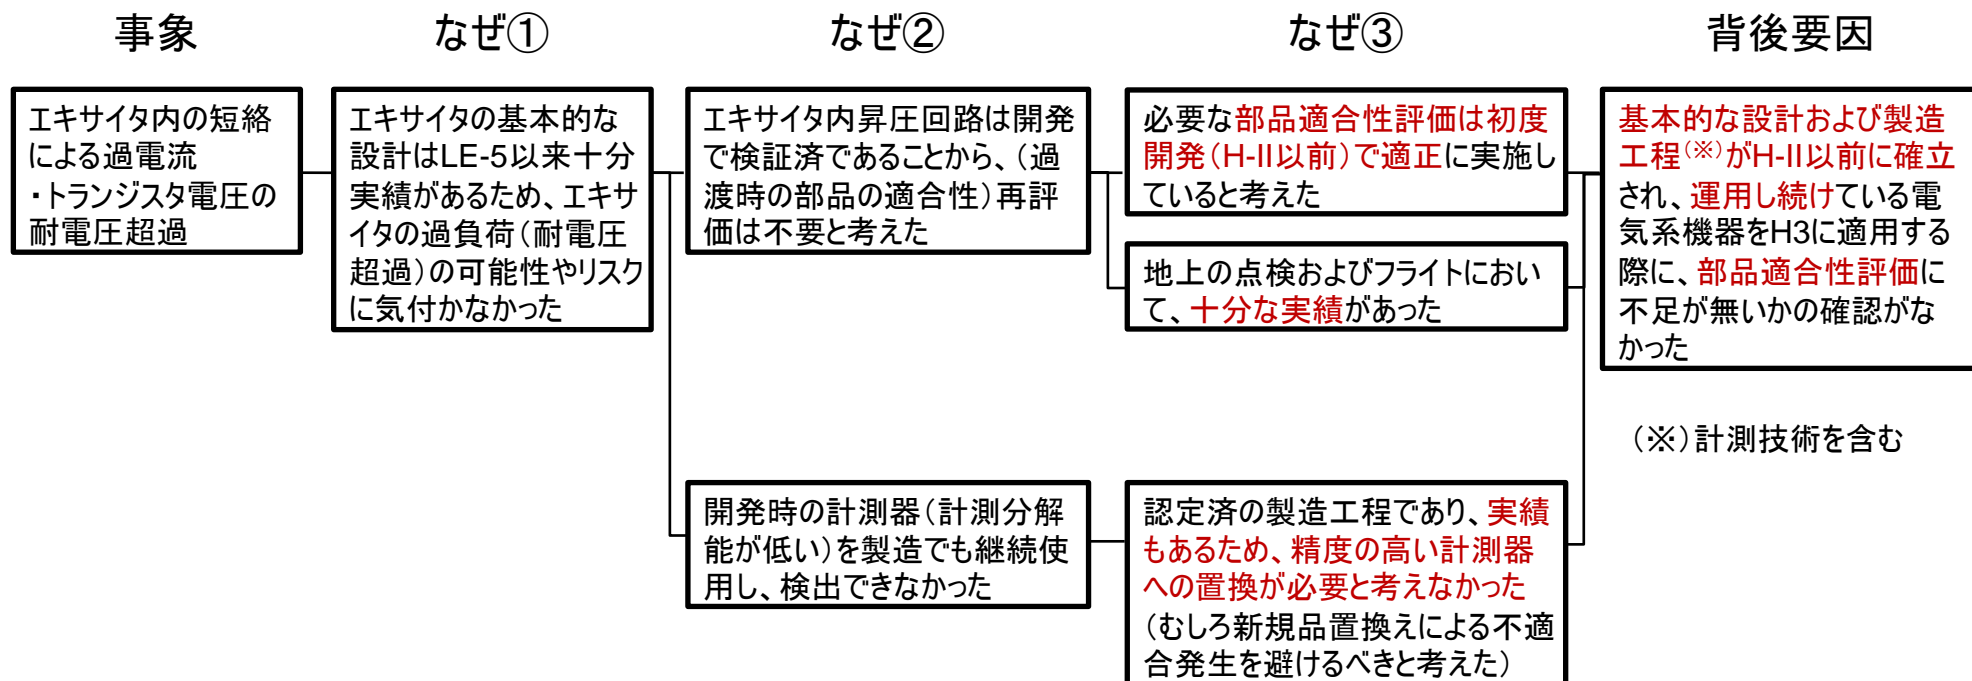 事象
なぜ①
なぜ②
なぜ③
背後要因
エキサイタ内の短絡
による過電流
・トランジスタ電圧の
耐電圧超過
エキサイタの基本的な
設計はLE-5以来十分
実績があるため、エキサ
イタの過負荷（耐電圧
超過）の可能性やリスク
に気付かなかった
エキサイタ内昇圧回路は開発
で検証済であることから、（過
渡時の部品の適合性）再評
価は不要と考えた
必要な部品適合性評価は初度
開発（H-II以前）で適正に実施し
ていると考えた
地上の点検およびフライトにおい
て、十分な実績があった
基本的な設計および製造
工程（※）がH-II以前に確立
され、運用し続けている電
気系機器をH3に適用する
際に、部品適合性評価に
不足が無いかの確認がな
かった
（※）計測技術を含む
開発時の計測器（計測分解
能が低い）を製造でも継続使
用し、検出できなかった
認定済の製造工程であり、実績
もあるため、精度の高い計測器
への置換が必要と考えなかった
（むしろ新規品置換えによる不適
合発生を避けるべきと考えた）